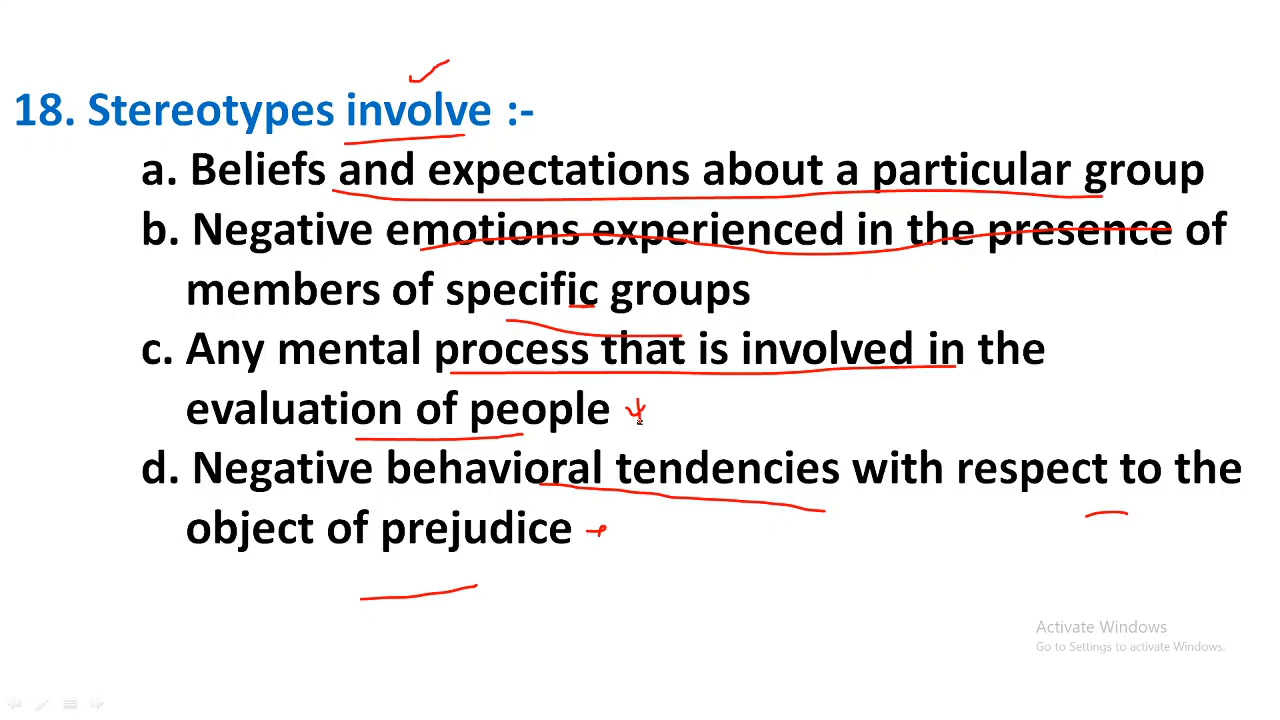 18. Stereotypes involve :-
a. Beliefs and expectations about a particular group
b. Negative emotions experienced in the presence of
members of specific groups
c. Any mental process that is involved in the
evaluation of people
d. Negative behavioral tendencies with respect to the
object of prejudice
Activate Windows
Go to Settings to activate Windows.